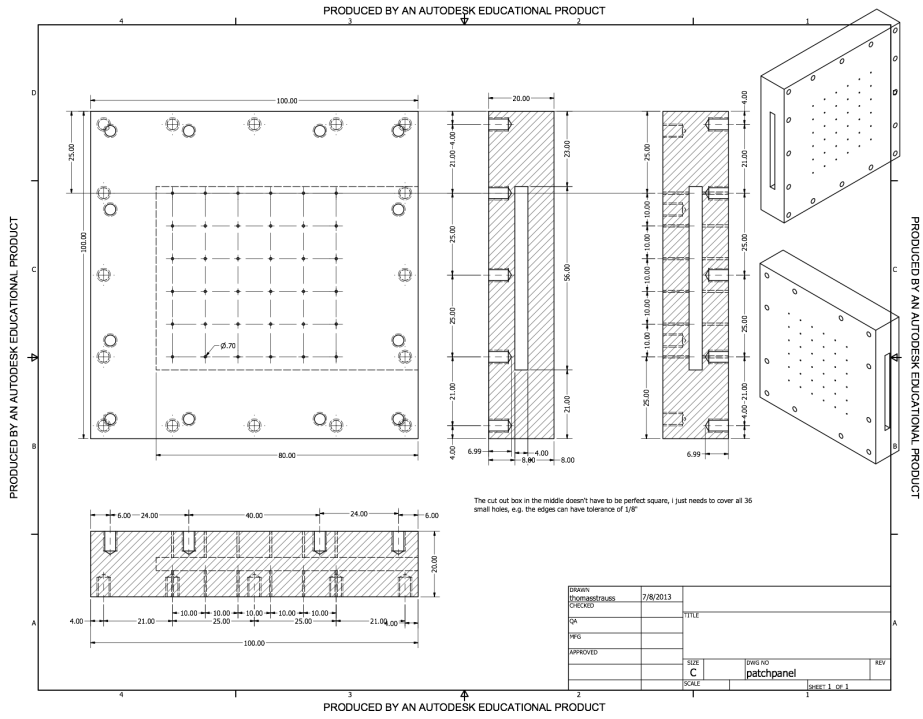 PRODUCED BY AN AUTODESK EDUCATIONAL PRODUCT
4
3
2
1
D
C
B
A
100.00
25.00
100.00
Ø.70
80.00
20.00
4.00
21.00
25.00
25.00
21.00
4.00
23.00
56.00
21.00
6.99
4.00
8.00
8.00
25.00
10.00
10.00
10.00
10.00
10.00
25.00
4.00
21.00
25.00
25.00
21.00
4.00
6.99
6.00
24.00
40.00
24.00
6.00
20.00
10.00
10.00
10.00
10.00
10.00
4.00
21.00
25.00
25.00
21.00
4.00
100.00
The cut out box in the middle doesn't have to be perfect square, i just needs to cover all 36
small holes, e.g. the edges can have tolerance of 1/8"
DRAWN
thomasstrauss 7/8/2013
CHECKED
QA
MFG
APPROVED
TITLE
SIZE
C
DWG NO
patchpanel
REV
SCALE
SHEET 1 OF 1
D
C
B
A
4
3
2
1
PRODUCED BY AN AUTODESK EDUCATIONAL PRODUCT
PRODUCED BY AN AUTODESK EDUCATIONAL PRODUCT
PRODUCED BY AN AUTODESK EDUCATIONAL PRODUCT